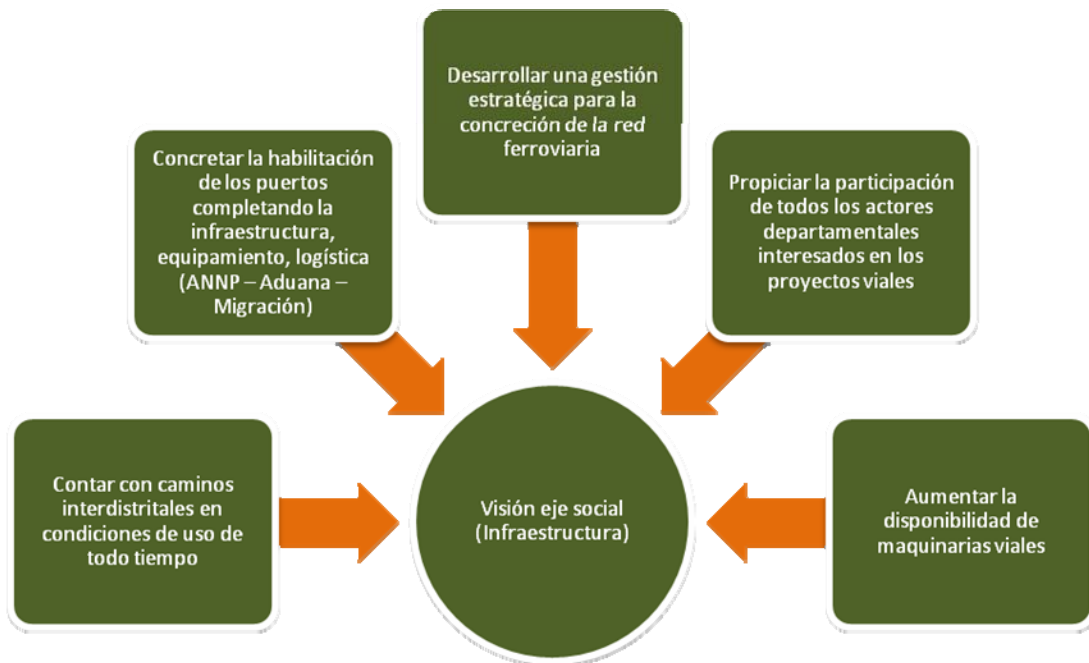 Desarrollar una gestión
estratégica para la
concreción de la red
ferroviaria
Concretar la habilitación
de los puertos
completando la
infraestructura,
equipamiento, logística
(ANNP – Aduana –
Migración)
Propiciar la participación
de todos los actores
departamentales
interesados en los
proyectos viales
Contar con caminos
interdistritales en
condiciones de uso de
todo tiempo
Visión eje social
(Infraestructura)
Aumentar la
disponibilidad de
maquinarias viales